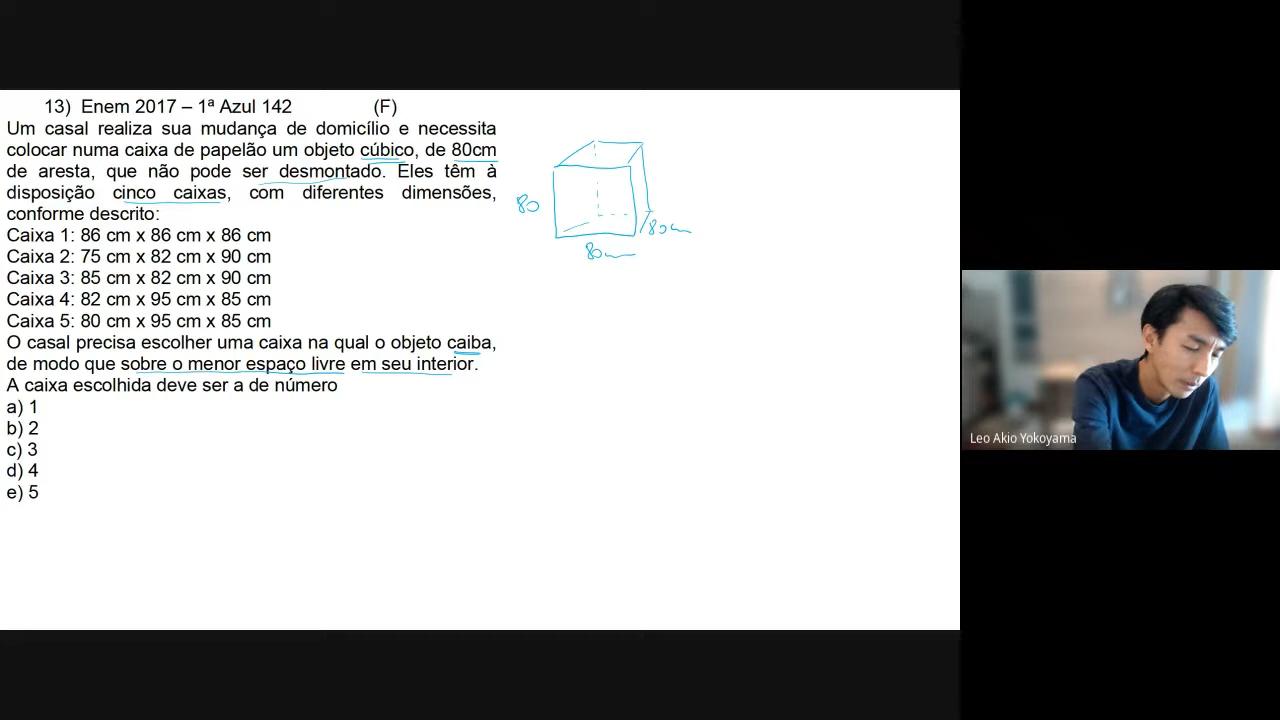 13) Enem 2017 – 1ª Azul 142 (F)
Um casal realiza sua mudança de domicílio e necessita
colocar numa caixa de papelão um objeto cúbico, de 80cm
de aresta, que não pode ser desmontado. Eles têm à
disposição cinco caixas, com diferentes dimensões,
conforme descrito:
Caixa 1: 86 cm x 86 cm x 86 cm
Caixa 2: 75 cm x 82 cm x 90 cm
Caixa 3: 85 cm x 82 cm x 90 cm
Caixa 4: 82 cm x 95 cm x 85 cm
Caixa 5: 80 cm x 95 cm x 85 cm
O casal precisa escolher uma caixa na qual o objeto caiba,
de modo que sobre o menor espaço livre em seu interior.
A caixa escolhida deve ser a de número
a) 1
b) 2
c) 3
d) 4
e) 5
80
80cm
80cm
Leo Akio Yokoyama